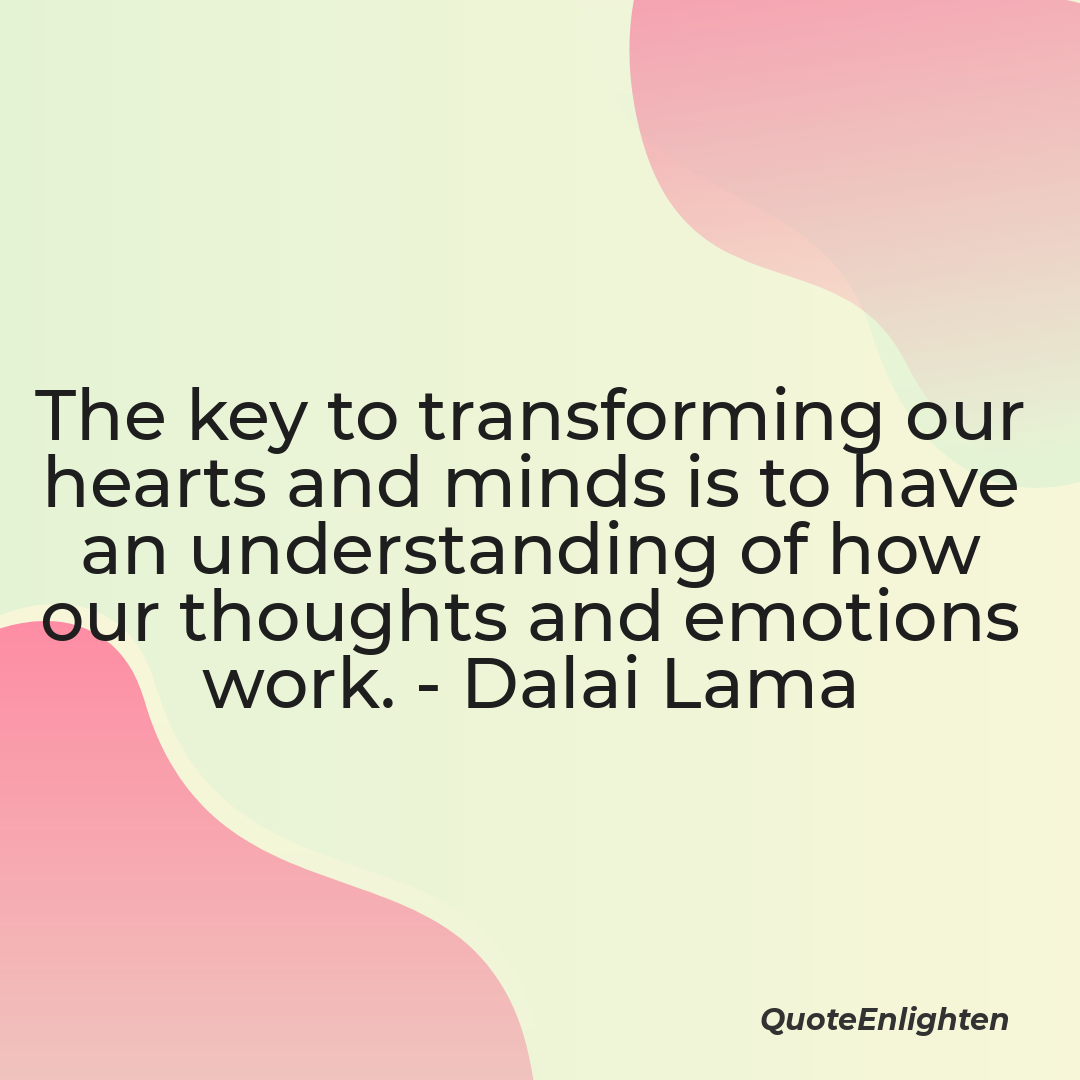 The key to transforming our
hearts and minds is to have
an understanding of how
our thoughts and emotions
work. - Dalai Lama
QuoteEnlighten